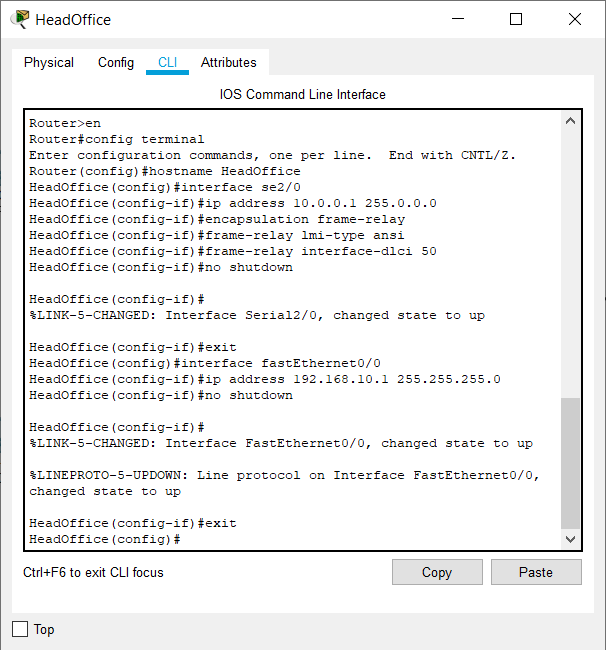 HeadOffice
Physical Config CLI Attributes
IOS Command Line Interface
Router>en
Router#config terminal
Enter configuration commands, one per line.  End with CNTL/Z.
Router(config)#hostname HeadOffice
HeadOffice(config)#interface se2/0
HeadOffice(config-if)#ip address 10.0.0.1 255.0.0.0
HeadOffice(config-if)#encapsulation frame-relay
HeadOffice(config-if)#frame-relay lmi-type ansi
HeadOffice(config-if)#frame-relay interface-dlci 50
HeadOffice(config-if)#no shutdown
HeadOffice(config-if)#
%LINK-5-CHANGED: Interface Serial2/0, changed state to up
HeadOffice(config-if)#exit
HeadOffice(config)#interface fastEthernet0/0
HeadOffice(config-if)#ip address 192.168.10.1 255.255.255.0
HeadOffice(config-if)#no shutdown
HeadOffice(config-if)#
%LINK-5-CHANGED: Interface FastEthernet0/0, changed state to up
%LINEPROTO-5-UPDOWN: Line protocol on Interface FastEthernet0/0,
changed state to up
HeadOffice(config-if)#exit
HeadOffice(config)#
Ctrl+F6 to exit CLI focus Copy Paste
Top